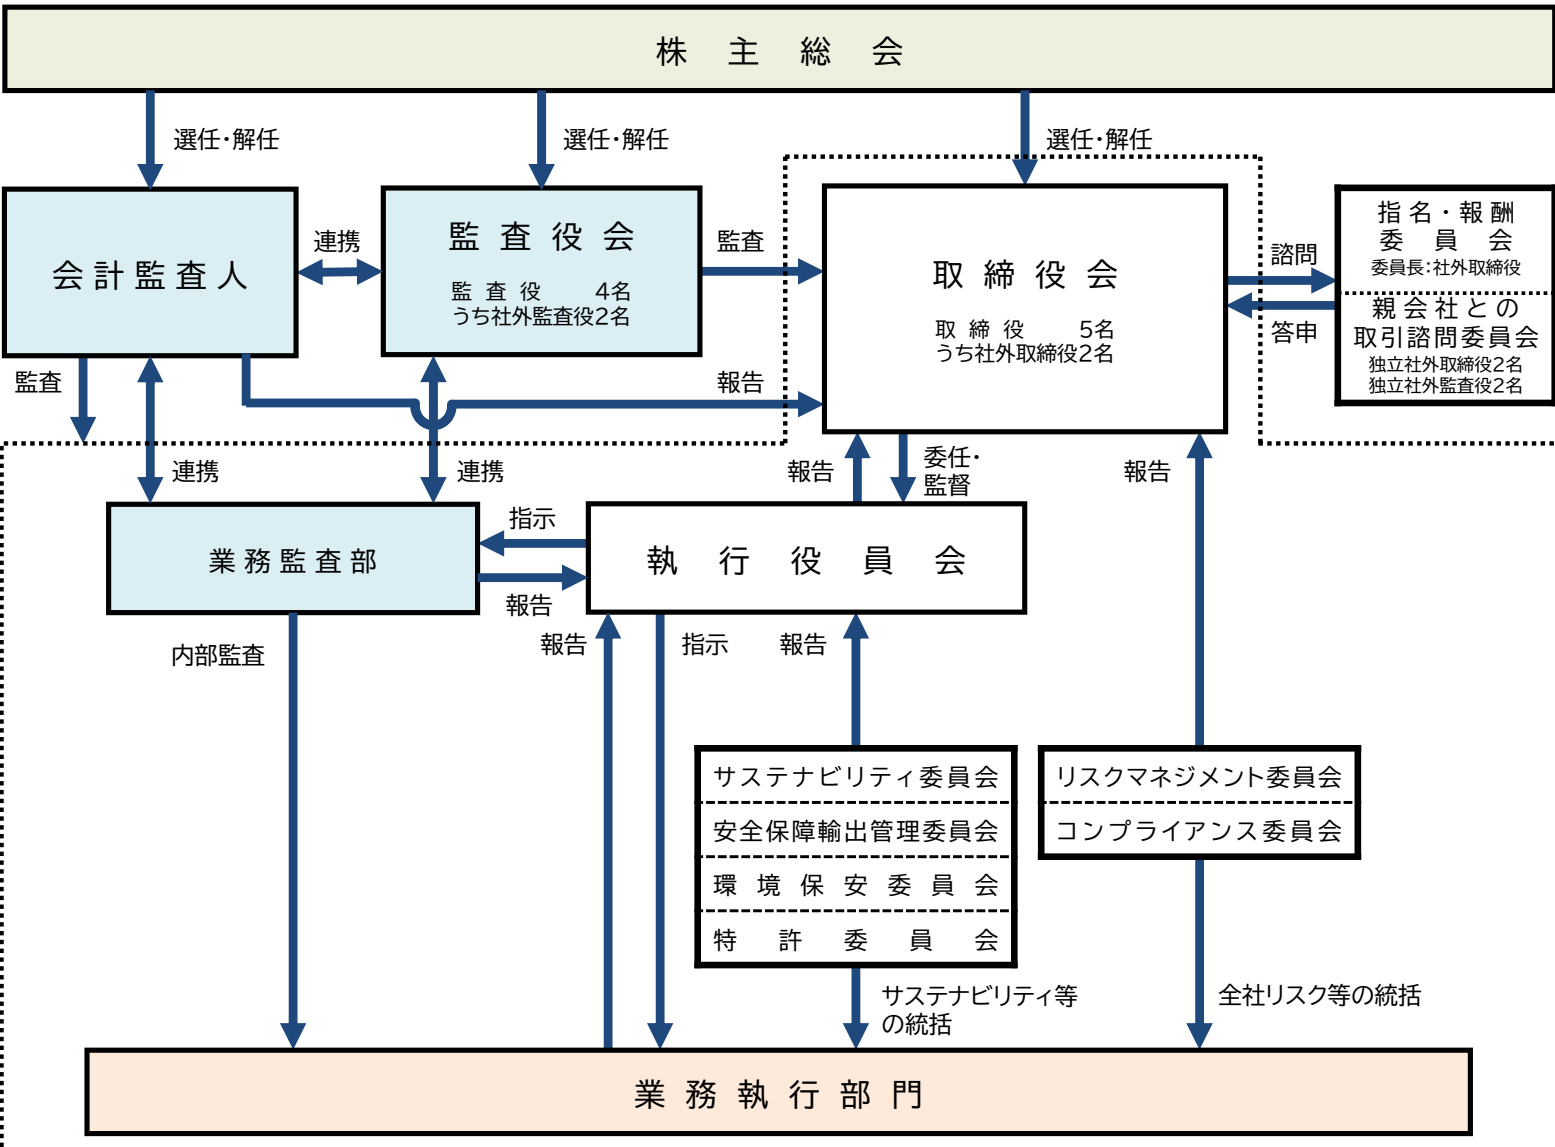 株主総会
選任・解任
選任・解任
選任・解任
会計監査人
連携
監査役会
監査役 4名
うち社外監査役2名
監査
取締役会
取締役 5名
うち社外取締役2名
諮問
答申
指名・報酬
委員会
委員長：社外取締役
親会社との
取引諮問委員会
独立社外取締役2名
独立社外監査役2名
監査
報告
連携
連携
報告
委任・
監督
報告
業務監査部
指示
報告
執行役員会
内部監査
報告
指示
報告
サステナビリティ委員会
安全保障輸出管理委員会
環境保安委員会
特許委員会
リスクマネジメント委員会
コンプライアンス委員会
サステナビリティ等
の統括
全社リスク等の統括
業務執行部門